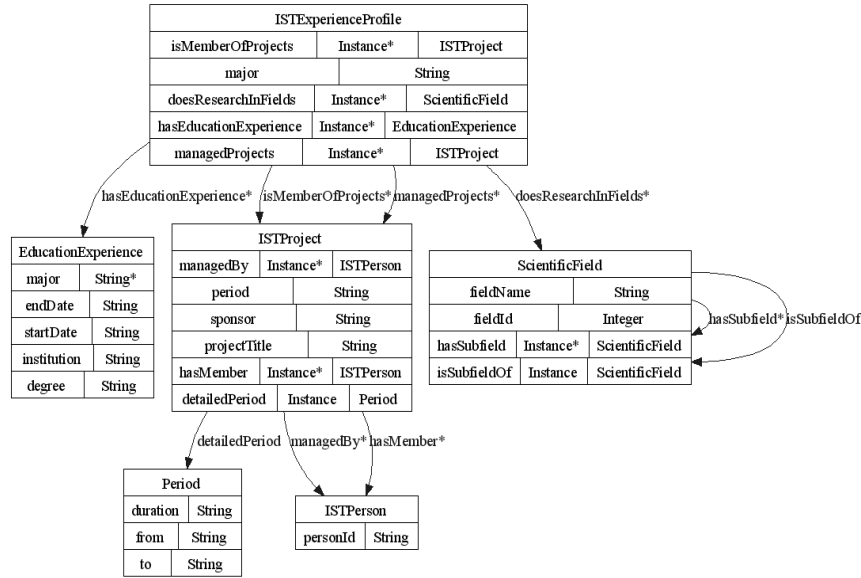 ISTExperienceProfile
isMemberOfProjects Instance* ISTProject
major String
doesResearchInFields Instance* ScientificField
hasEducationExperience Instance* EducationExperience
managedProjects Instance* ISTProject
hasEducationExperience* isMemberOfProjects* managedProjects* doesResearchInFields*
EducationExperience
major String*
endDate String
startDate String
institution String
degree String
ISTProject
managedBy Instance* ISTPerson
period String
sponsor String
projectTitle String
hasMember Instance* ISTPerson
detailedPeriod Instance Period
ScientificField
fieldName String
fieldId Integer
hasSubfield Instance* ScientificField
isSubfieldOf Instance ScientificField
hasSubfield* isSubfieldOf
detailedPeriod managedBy* hasMember*
Period
duration String
from String
to String
ISTPerson
personId String